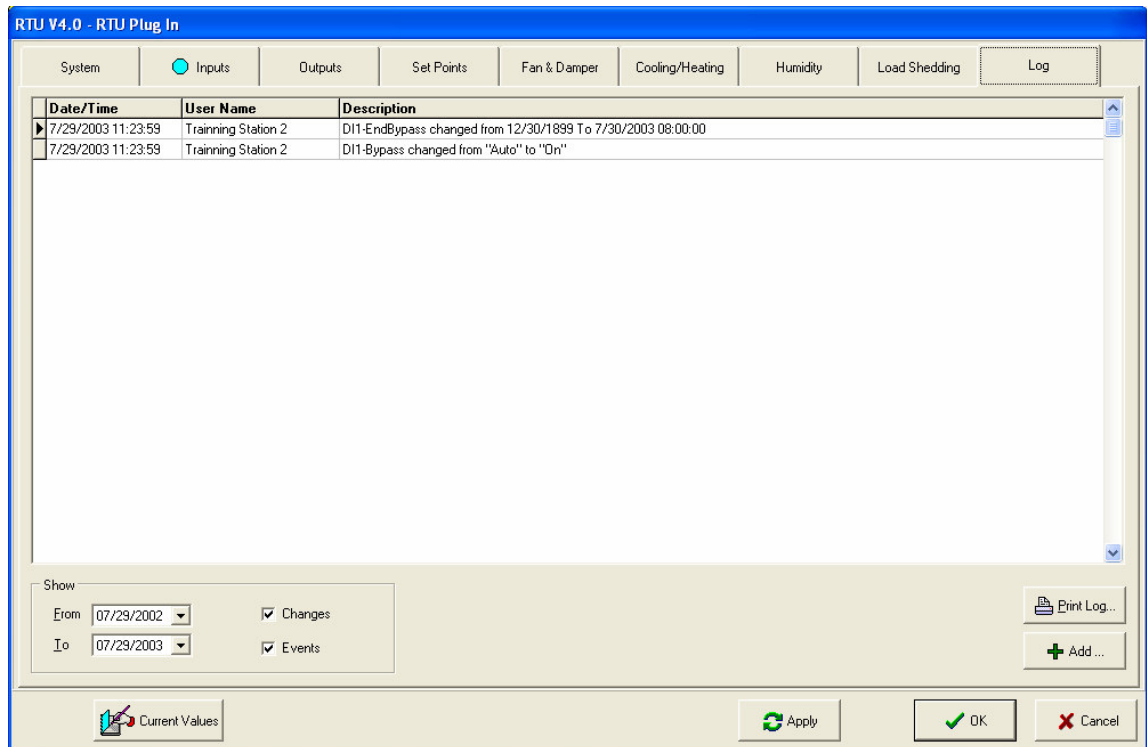 RTU V4.0 - RTU Plug In
System Inputs Outputs Set Points Fan & Damper Cooling/Heating Humidity Load Shedding Log
Date/Time User Name Description
7/29/2003 11:23:59 Trainning Station 2 DI1-EndBypass changed from 12/30/1899 To 7/30/2003 08:00:00
7/29/2003 11:23:59 Trainning Station 2 DI1-Bypass changed from "Auto" to "On"
Show
From 07/29/2002 Changes
To 07/29/2003 Events
Print Log...
Add ...
Current Values Apply OK Cancel